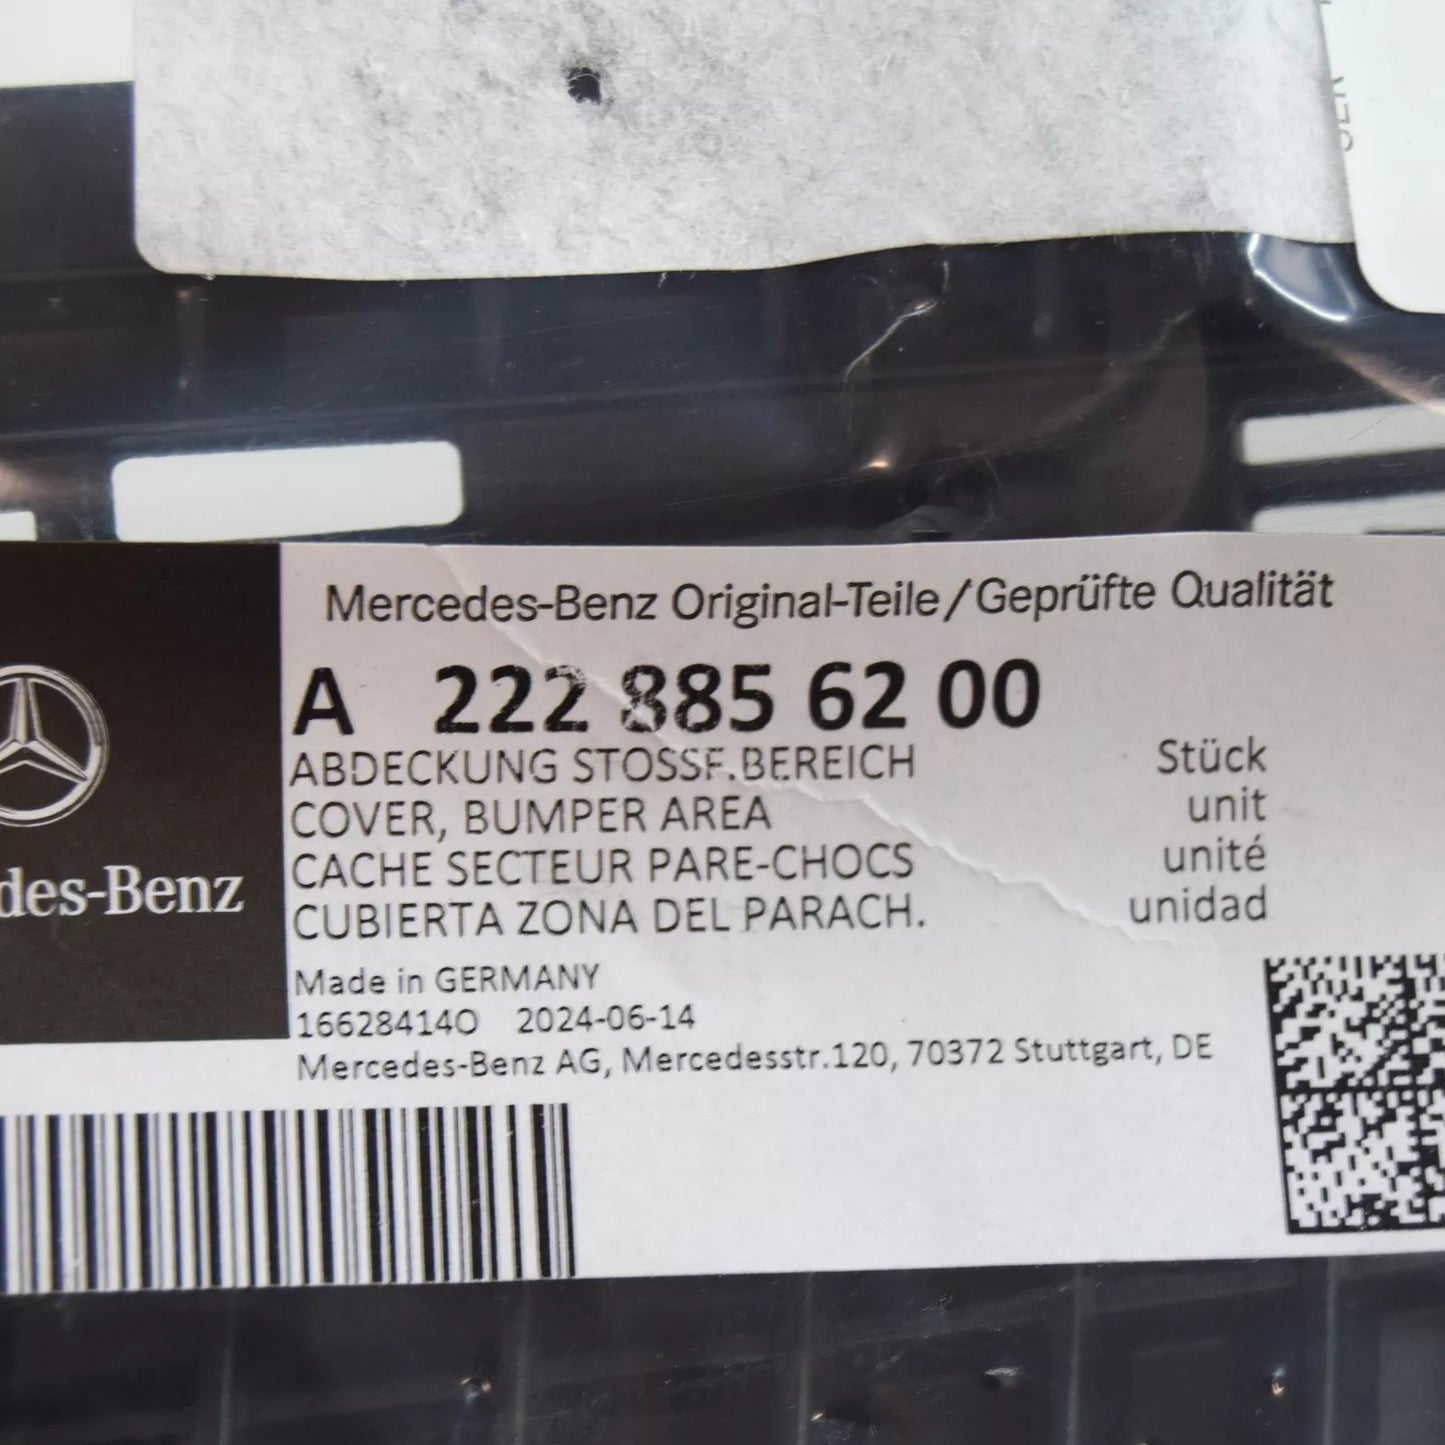 SER
Mercedes-Benz Original-Teile/Geprüfte Qualität
A 222 885 62 00
ABDECKUNG STOSSF.BEREICH Stück
COVER, BUMPER AREA unit
CACHE SECTEUR PARE-CHOCS unité
CUBIERTA ZONA DEL PARACH. unidad
des-Benz
Made in GERMANY
166284140 2024-06-14
Mercedes-Benz AG, Mercedesstr.120, 70372 Stuttgart, DE